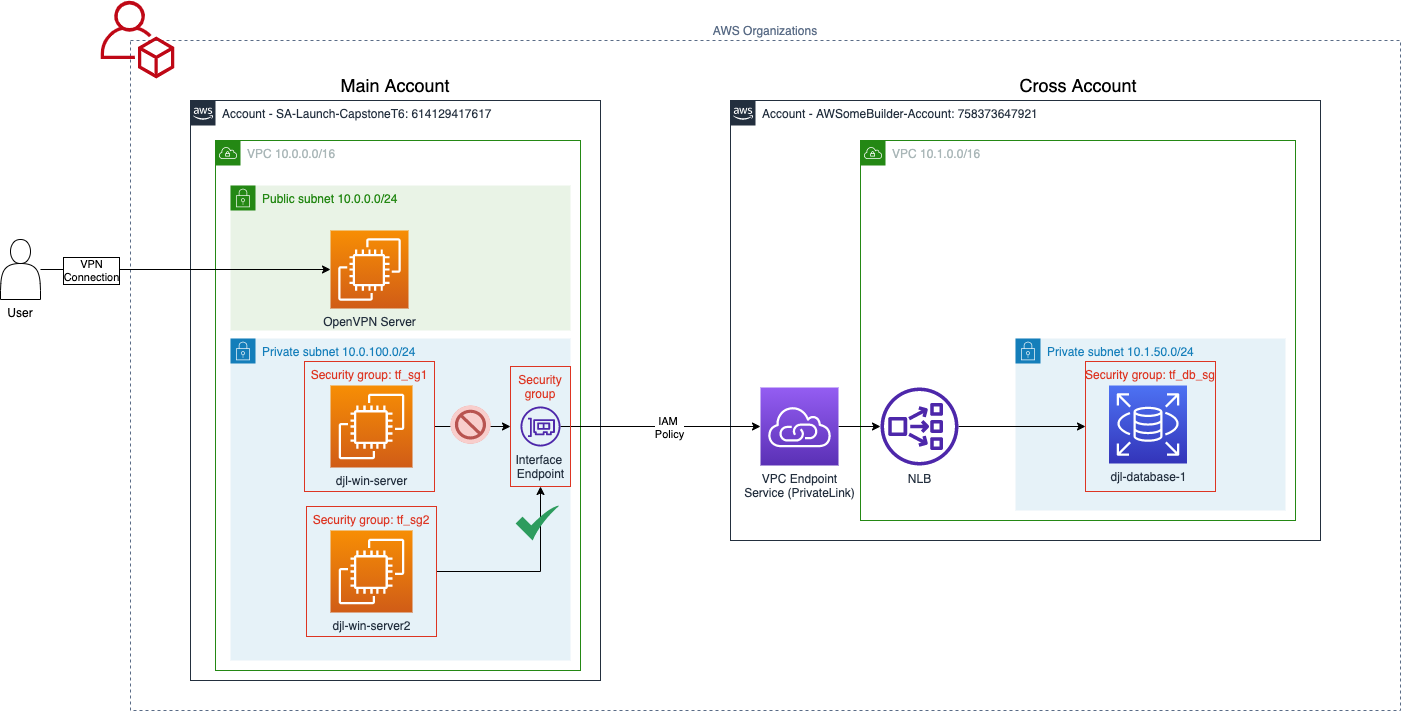 AWS Organizations
Main Account
Cross Account
aws
Account - SA-Launch-CapstoneT6: 614129417617
aws
Account - AWSomeBuilder-Account: 758373647921
VPC 10.0.0.0/16
VPC 10.1.0.0/16
Public subnet 10.0.0.0/24
VPN
Connection
User
OpenVPN Server
Private subnet 10.0.100.0/24
Security group: tf_sg1
djl-win-server
Security
group
Interface
Endpoint
Security group: tf_sg2
djl-win-server2
IAM
Policy
VPC Endpoint
Service (PrivateLink)
NLB
Private subnet 10.1.50.0/24
Security group: tf_db_sg
djl-database-1